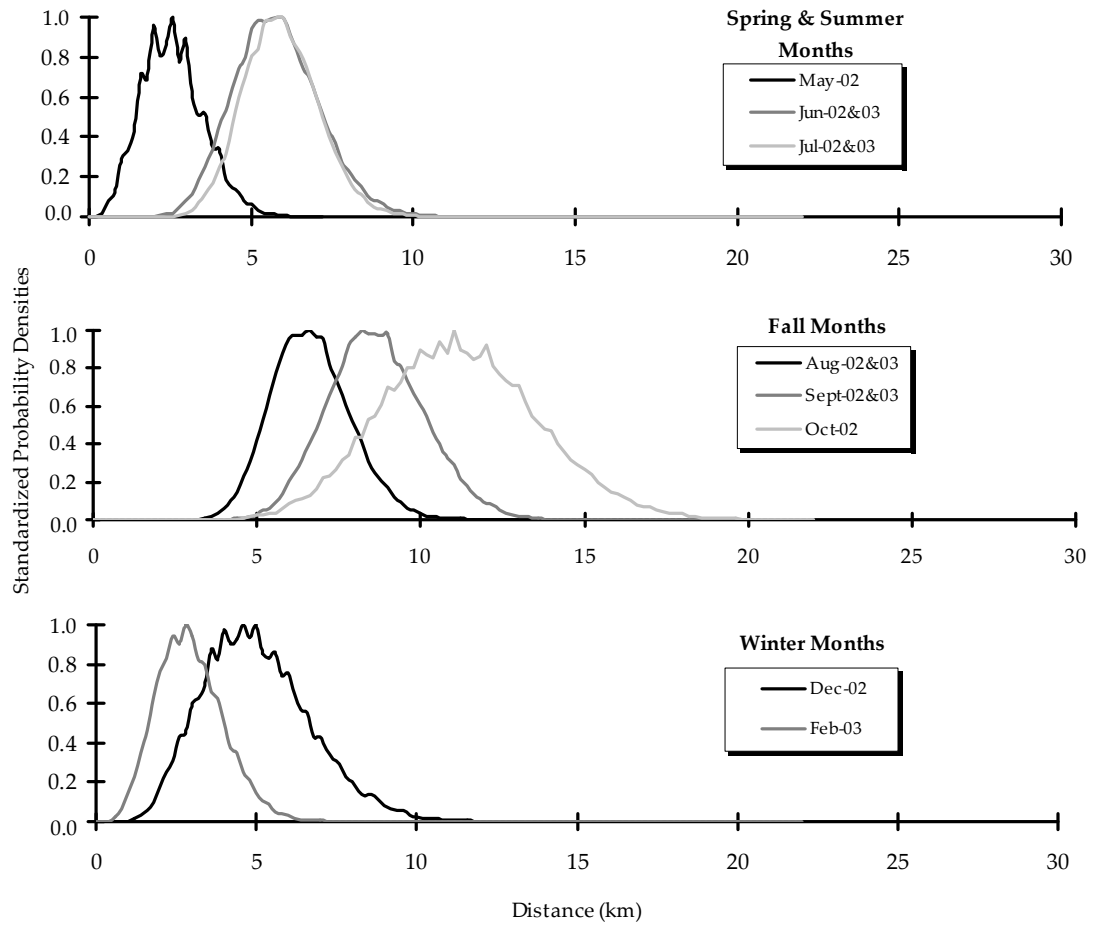 Standardized Probability Densities
Spring & Summer
Months
May-02
Jun-02&03
Jul-02&03
1.0
0.8
0.6
0.4
0.2
0.0
0 5 10 15 20 25 30
Fall Months
Aug-02&03
Sept-02&03
Oct-02
1.0
0.8
0.6
0.4
0.2
0.0
0 5 10 15 20 25 30
Winter Months
Dec-02
Feb-03
1.0
0.8
0.6
0.4
0.2
0.0
0 5 10 15 20 25 30
Distance (km)